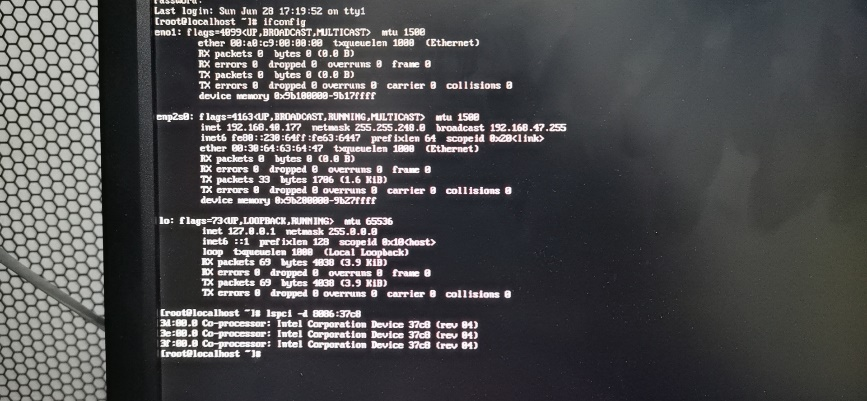 Password:
Last login: Sun Jun 28 17:19:52 on tty1
[root@localhost ~]# ifconfig
eno1: flags=4099<UP,BROADCAST,MULTICAST>  mtu 1500
ether 00:a0:c9:00:00:00  txqueuelen 1000  (Ethernet)
RX packets 0  bytes 0 (0.0 B)
RX errors 0  dropped 0  overruns 0  frame 0
TX packets 0  bytes 0 (0.0 B)
TX errors 0  dropped 0 overruns 0  carrier 0  collisions 0
device memory 0x9b100000-9b17ffff
enp2s0: flags=4163<UP,BROADCAST,RUNNING,MULTICAST>  mtu 1500
inet 192.168.40.177  netmask 255.255.248.0  broadcast 192.168.47.255
inet6 fe80::230:64ff:fe63:6447  prefixlen 64  scopeid 0x20<link>
ether 00:30:64:63:64:47  txqueuelen 1000  (Ethernet)
RX packets 0  bytes 0 (0.0 B)
RX errors 0  dropped 0  overruns 0  frame 0
TX packets 33  bytes 1706 (1.6 KiB)
TX errors 0  dropped 0 overruns 0  carrier 0  collisions 0
device memory 0x9b200000-9b27ffff
lo: flags=73<UP,LOOPBACK,RUNNING>  mtu 65536
inet 127.0.0.1  netmask 255.0.0.0
inet6 ::1  prefixlen 128  scopeid 0x10<host>
loop  txqueuelen 1000  (Local Loopback)
RX packets 69  bytes 4030 (3.9 KiB)
RX errors 0  dropped 0  overruns 0  frame 0
TX packets 69  bytes 4030 (3.9 KiB)
TX errors 0  dropped 0 overruns 0  carrier 0  collisions 0
[root@localhost ~]# lspci -d 8086:37c8
3d:00.0 Co-processor: Intel Corporation Device 37c8 (rev 04)
3e:00.0 Co-processor: Intel Corporation Device 37c8 (rev 04)
3f:00.0 Co-processor: Intel Corporation Device 37c8 (rev 04)
[root@localhost ~]#